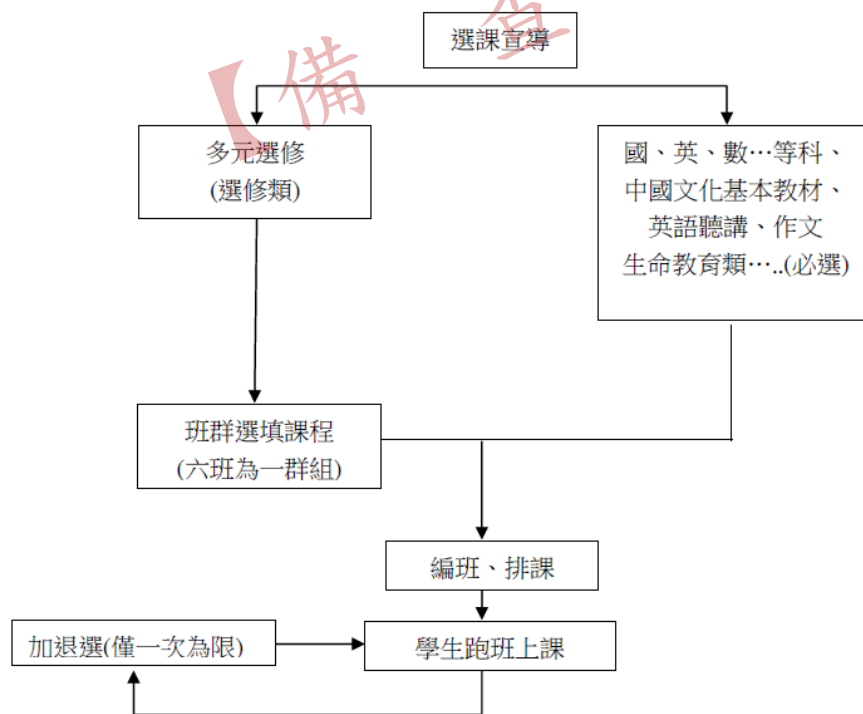 選課宣導
【備查
多元選修
(選修類)
國、英、數…等科、
中國文化基本教材、
英語聽講、作文
生命教育類…..(必選)
班群選填課程
(六班為一群組)
編班、排課
加退選(僅一次為限)
學生跑班上課